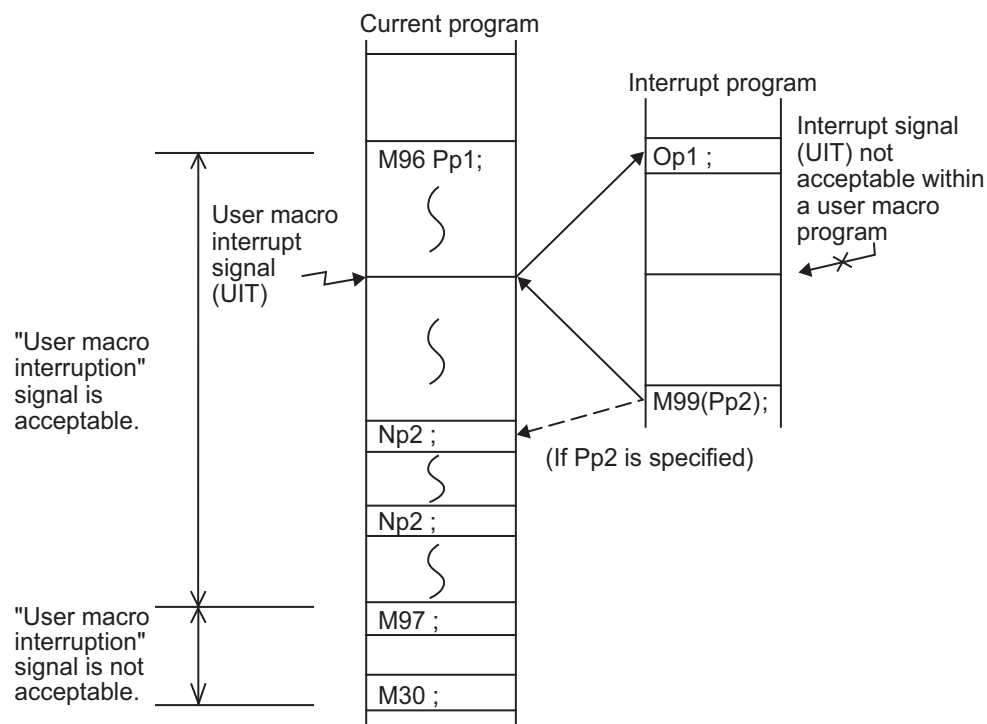 Current program
Interrupt program
M96 Pp1;
Op1 ;
Interrupt signal
(UIT) not
acceptable within
a user macro
program
User macro
interrupt
signal
(UIT)
"User macro
interruption"
signal is
acceptable.
M99(Pp2);
Np2 ;
(If Pp2 is specified)
Np2 ;
"User macro
interruption"
signal is not
acceptable.
M97 ;
M30 ;